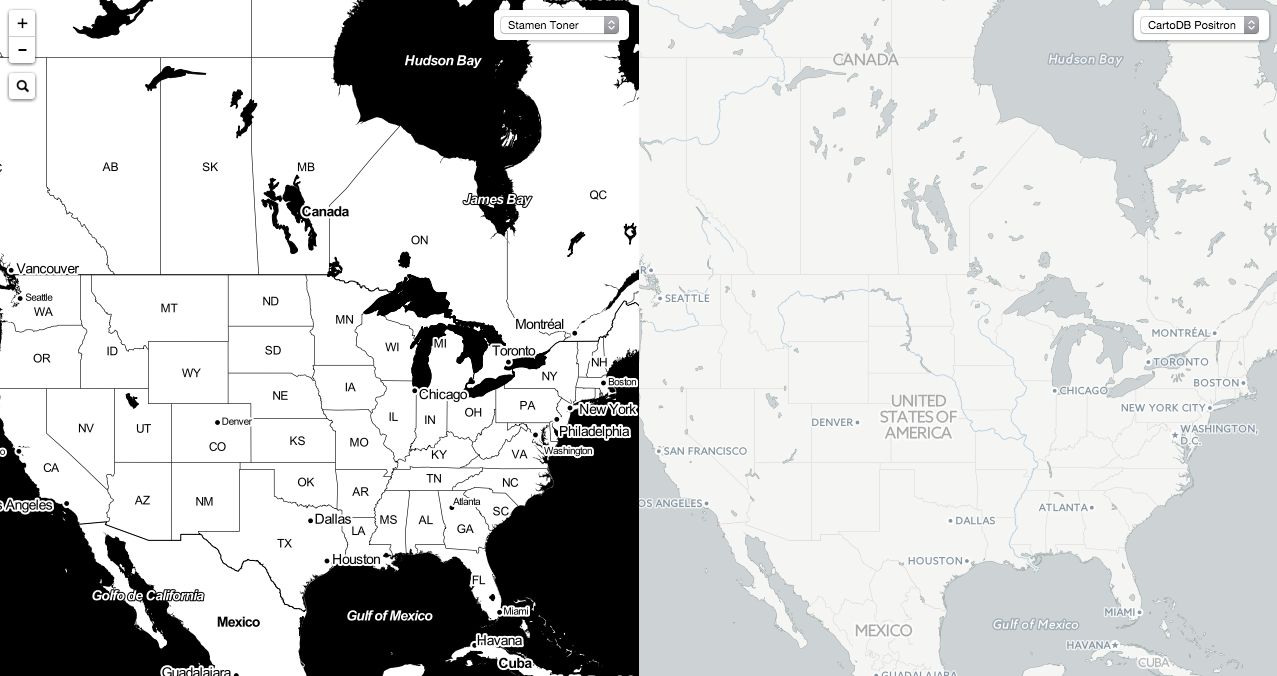 +
−
Stamen Toner
Hudson Bay
AB
SK
MB
James Bay
QC
Canada
ON
Vancouver
Seattle
WA
MT
ND
MN
Montréal
OR
ID
SD
WI
MI
Toronto
NH
WY
NY
Boston
IA
NE
Chicago
PA
New York
NV
UT
Denver
IL
IN
OH
Philadelphia
CO
KS
MO
Washington
KY
VA
CA
TN
OK
NC
AZ
NM
AR
Atlanta
s Angeles
SC
Dallas
MS
AL
GA
LA
TX
Houston
FL
Golfo de California
Miami
Gulf of Mexico
Mexico
Havana
Cuba
Guadalajara
CartoDB Positron
CANADA
Hudson Bay
SEATTLE
MONTRÉAL
TORONTO
BOSTON
CHICAGO
UNITED
STATES OF
AMERICA
NEW YORK CITY
DENVER
WASHINGTON,
D.C.
SAN FRANCISCO
OS ANGELES
ATLANTA
DALLAS
HOUSTON
MIAMI
Gulf of Mexico
MEXICO
HAVANA
CUBA
GUADALAJARA